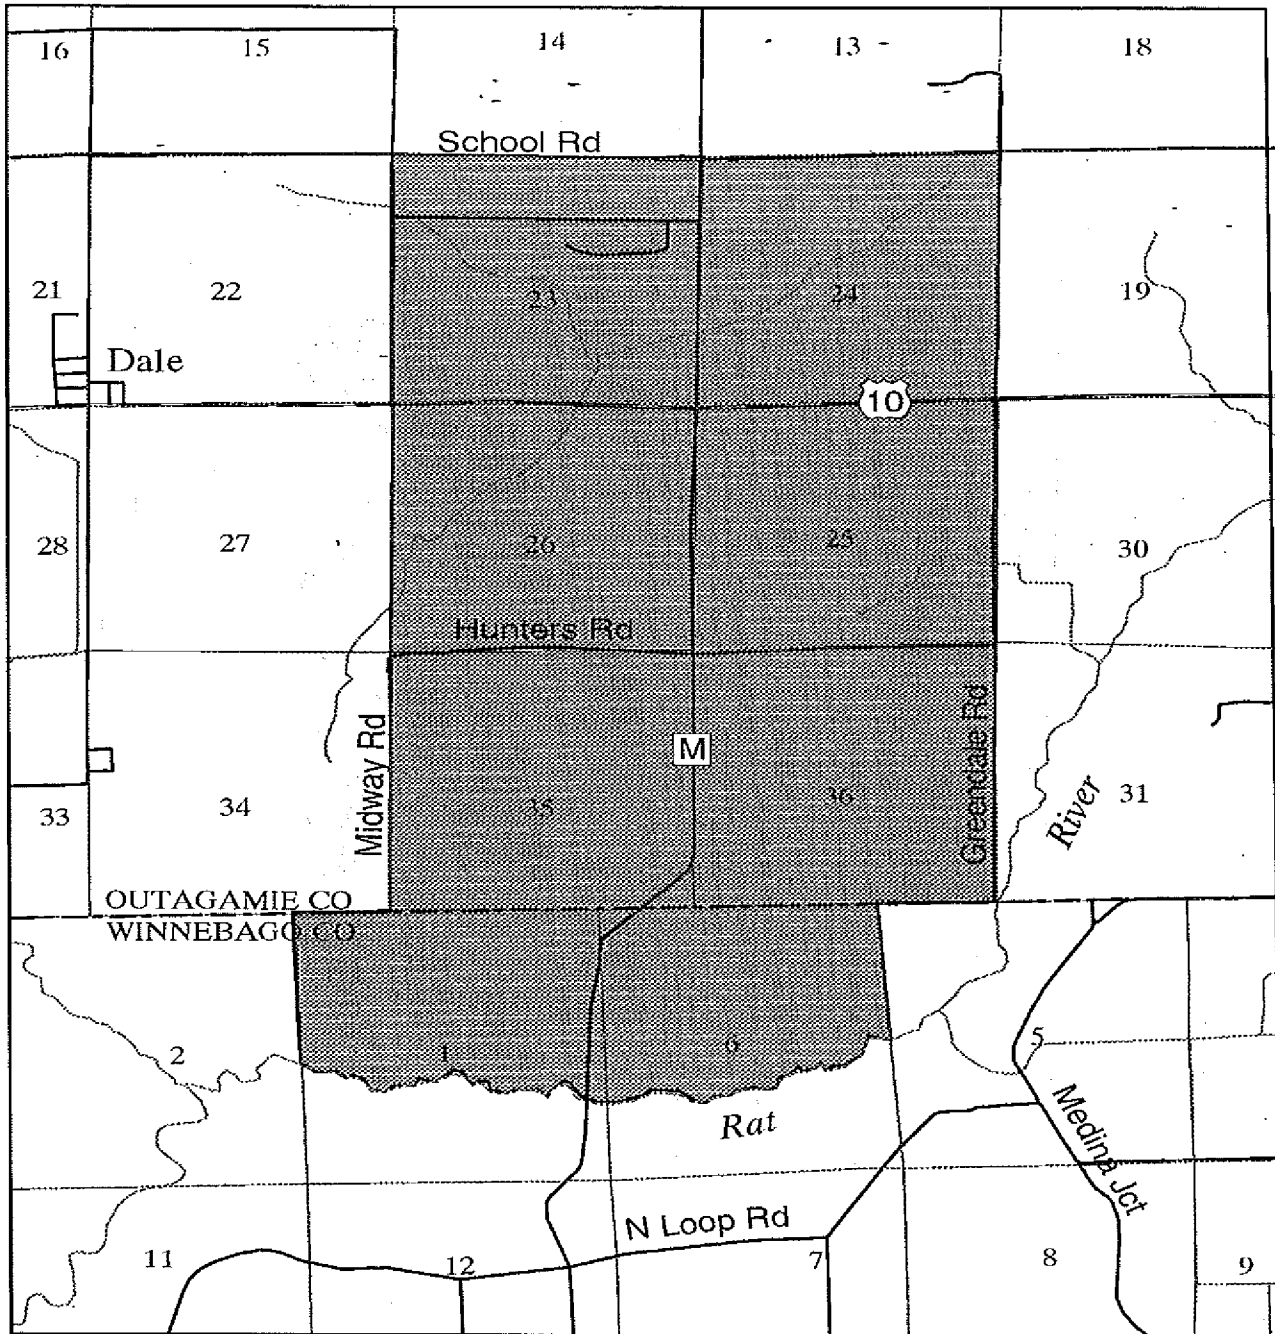 16
15
14
13
18
School Rd
21
22
23
24
19
Dale
10
28
27
26
25
30
Hunters Rd
M
Midway Rd
Greendale Rd
33
34
35
36
31
River
OUTAGAMIE CO
WINNEBAGO CO
2
1
6
5
Rat
Medina Jct
N Loop Rd
11
12
7
8
9